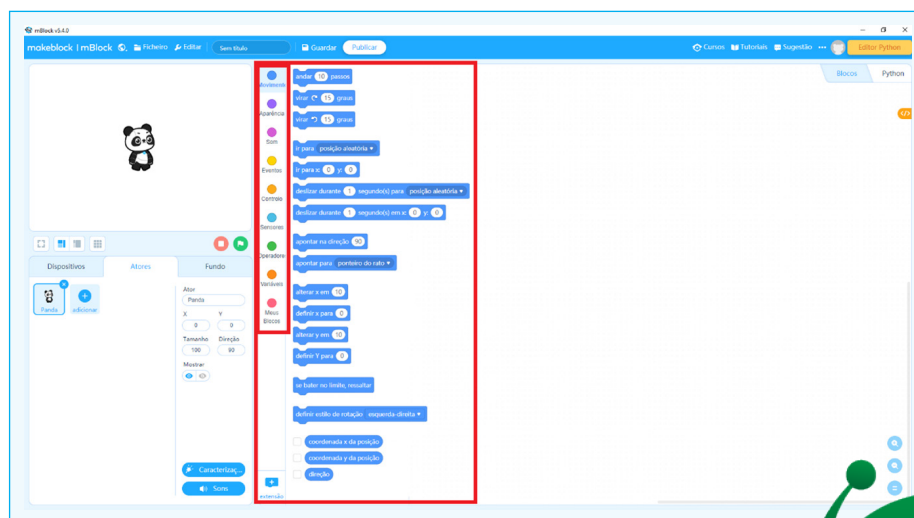 mBlock v5.4.0
makeblock | mBlock Ficheiro Editar Sem título Guardar Publicar Cursos Tutoriais Sugestão Editor Python
Blocos Python
Movimento
Aparência
Som
Eventos
Controlo
Sensores
Operadores
Variáveis
Meus
Blocos
extensão
andar 10 passos
virar 15 graus
virar 15 graus
ir para posição aleatória
ir para x: 0 y: 0
deslizar durante 1 segundo(s) para posição aleatória
deslizar durante 1 segundo(s) em x: 0 y: 0
apontar na direção 90
apontar para ponteiro do rato
alterar x em 10
definir x para 0
alterar y em 10
definir Y para 0
se bater no limite, ressaltar
definir estilo de rotação esquerda-direita
coordenada x da posição
coordenada y da posição
direção
Dispositivos Atores Fundo
Panda adicionar
Ator
Panda
X Y
0 0
Tamanho Direção
100 90
Mostrar
Caracterizaç...
Sons